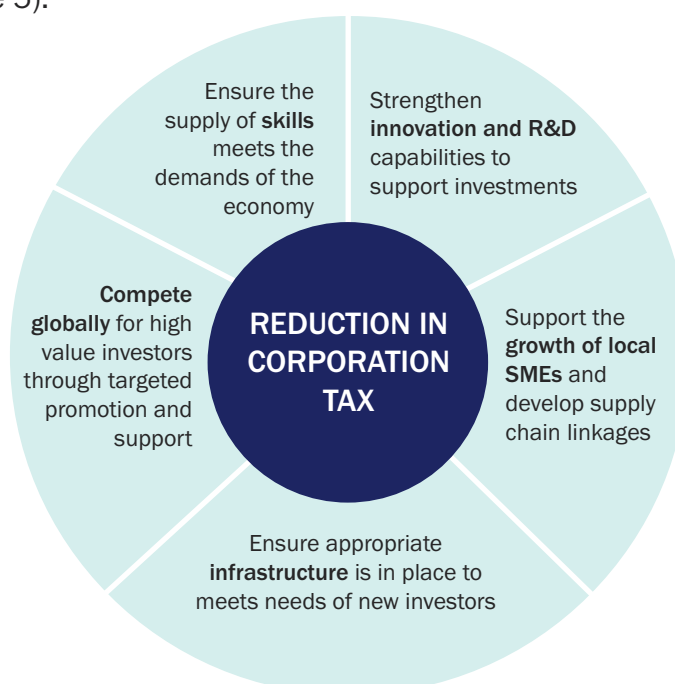 e 5).
Ensure the
supply of skills
meets the
demands of the
economy
Strengthen
innovation and R&D
capabilities to
support investments
Compete
globally for high
value investors
through targeted
promotion and
support
REDUCTION IN
CORPORATION
TAX
Support the
growth of local
SMEs and
develop supply
chain linkages
Ensure appropriate
infrastructure is in place to
meets needs of new investors